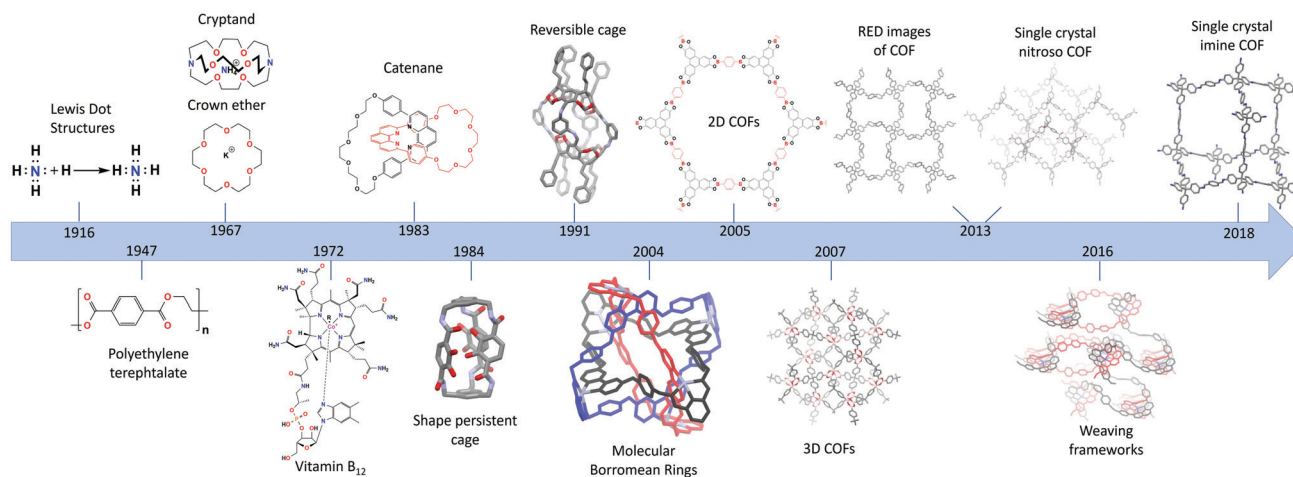 Cryptand
Crown ether
Lewis Dot
Structures
Catenane
Reversible cage
2D COFs
RED images
of COF
Single crystal
nitroso COF
Single crystal
imine COF
1916
1967
1983
1991
2005
2013
2018
1947
1972
1984
2004
2007
2016
n
Polyethylene
terephtalate
Vitamin B12
Shape persistent
cage
Molecular
Borromean Rings
3D COFs
Weaving
frameworks